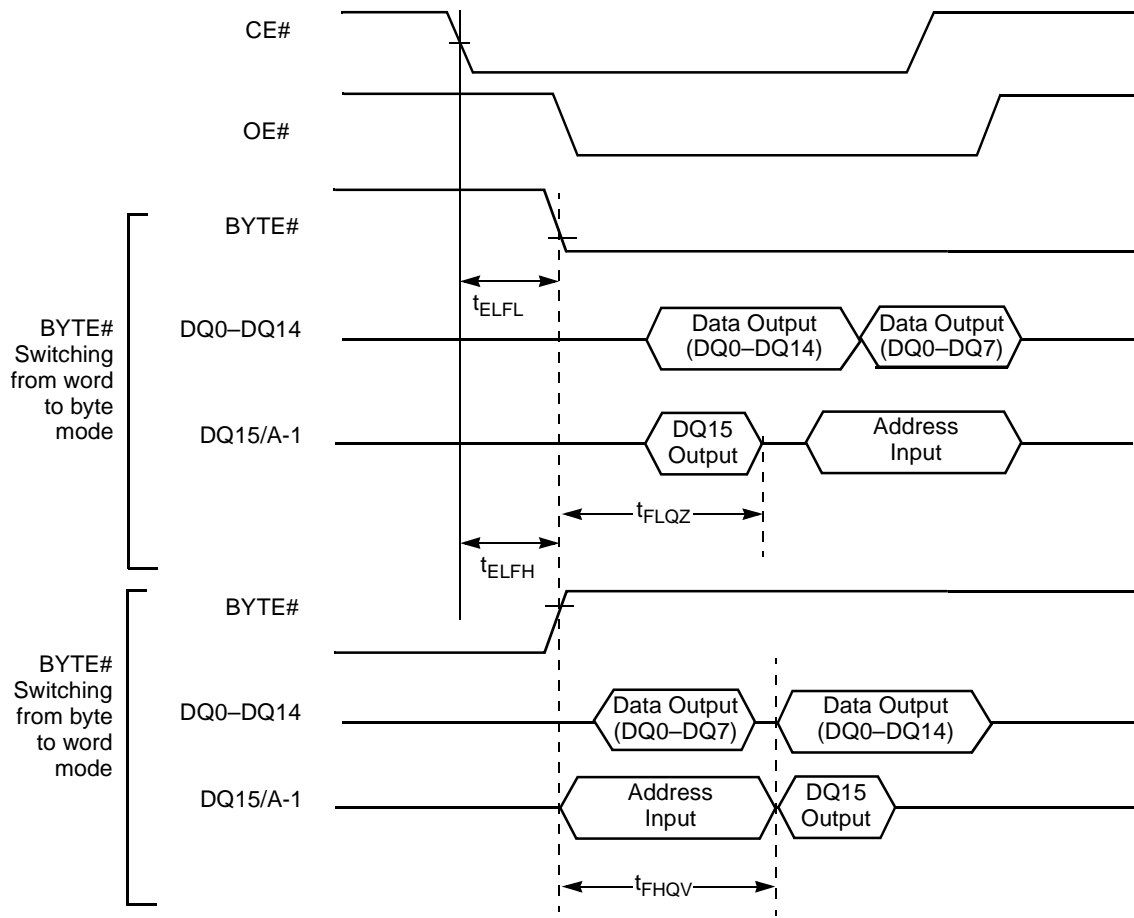 CE#
OE#
BYTE#
tELFL
BYTE#
Switching
from word
to byte
mode
DQ0–DQ14
Data Output
(DQ0–DQ14)
Data Output
(DQ0–DQ7)
DQ15/A-1
DQ15
Output
Address
Input
tFLQZ
tELFH
BYTE#
BYTE#
Switching
from byte
to word
mode
DQ0–DQ14
Data Output
(DQ0–DQ7)
Data Output
(DQ0–DQ14)
DQ15/A-1
Address
Input
DQ15
Output
tFHQV